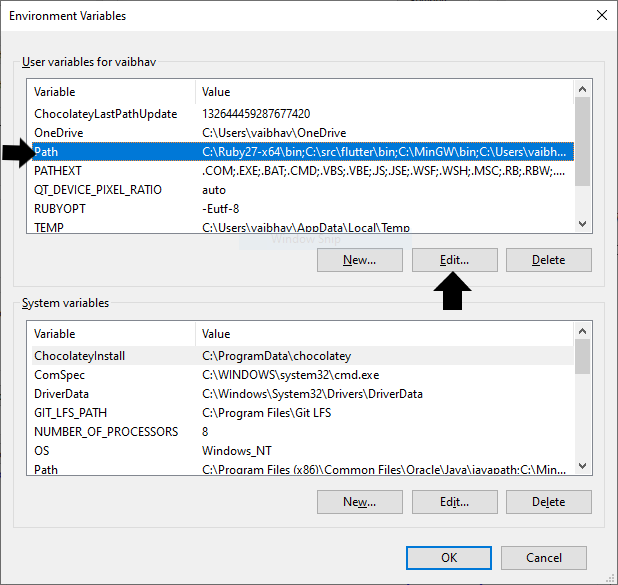 Environment Variables
User variables for vaibhav
Variable Value
ChocolateyLastPathUpdate 132644459287677420
OneDrive C:\Users\vaibhav\OneDrive
Path C:\Ruby27-x64\bin;C:\src\flutter\bin;C:\MinGW\bin;C:\Users\vaibh...
PATHEXT .COM;.EXE;.BAT;.CMD;.VBS;.VBE;.JS;.JSE;.WSF;.WSH;.MSC;.RB;.RBW;....
QT_DEVICE_PIXEL_RATIO auto
RUBYOPT -Eutf-8
TEMP C:\Users\vaibhav\AppData\Local\Temp
Window Snip
New... Edit... Delete
System variables
Variable Value
ChocolateyInstall C:\ProgramData\chocolatey
ComSpec C:\WINDOWS\system32\cmd.exe
DriverData C:\Windows\System32\Drivers\DriverData
GIT_LFS_PATH C:\Program Files\Git LFS
NUMBER_OF_PROCESSORS 8
OS Windows_NT
Path C:\Program Files (x86)\Common Files\Oracle\Java\javapath;C:\Min...
New... Edit... Delete
OK Cancel